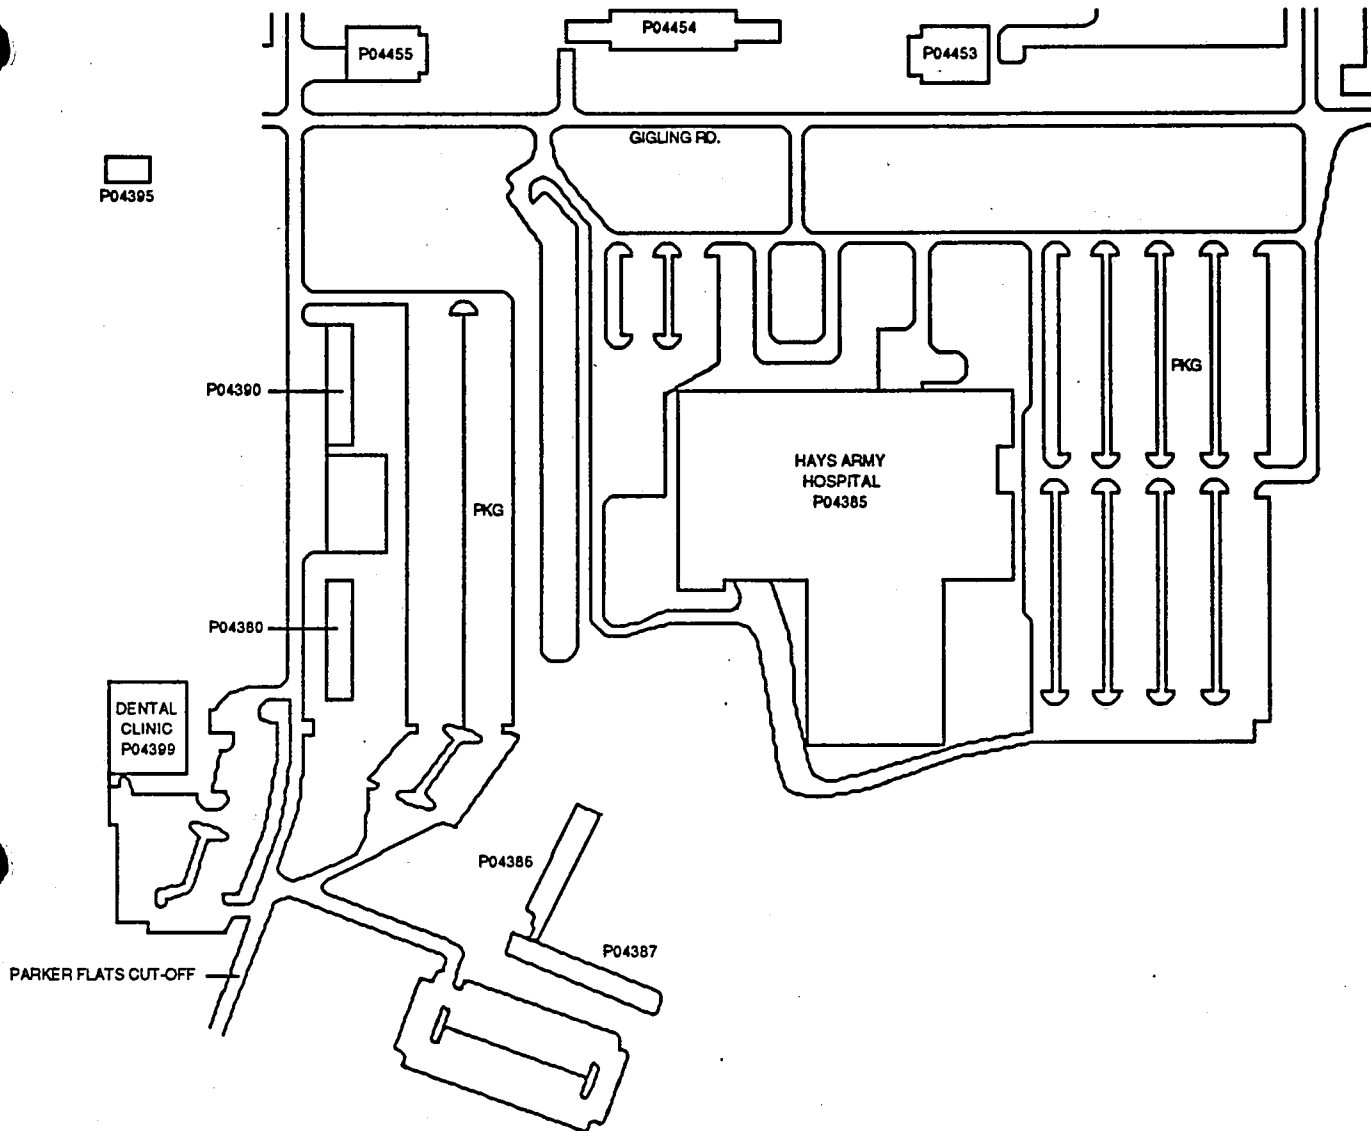 P04454
P04455
P04453
GIGLING RD.
P04395
PKG
P04390
HAYS ARMY
HOSPITAL
P04385
PKG
P04380
DENTAL
CLINIC
P04399
P04386
P04387
PARKER FLATS CUT-OFF